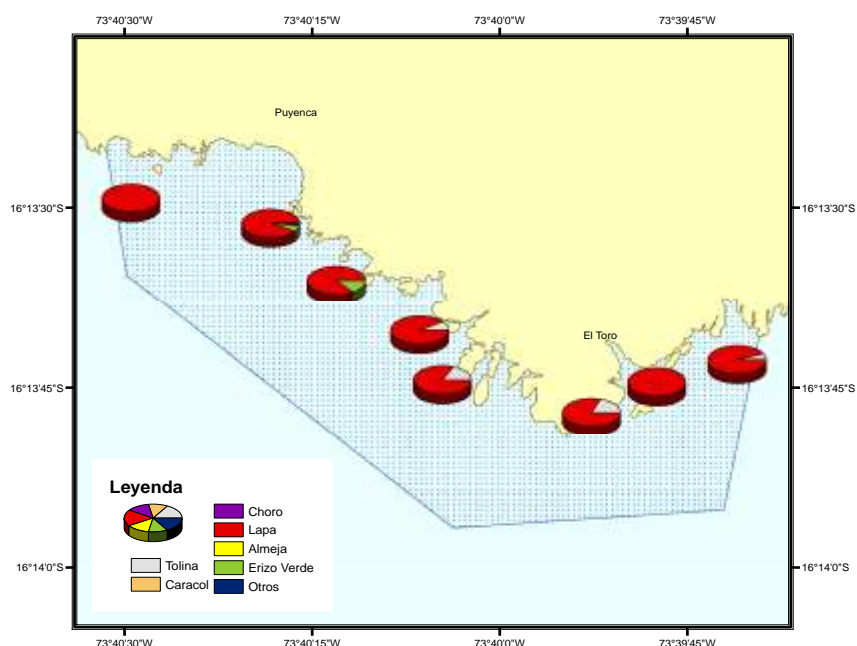 73°40'30"W 73°40'15"W 73°40'0"W 73°39'45"W
Puyenca
16°13'30"S 16°13'30"S
El Toro
16°13'45"S 16°13'45"S
Leyenda
Choro
Lapa
Almeja
Tolina Erizo Verde
Caracol Otros
16°14'0"S 16°14'0"S
73°40'30"W 73°40'15"W 73°40'0"W 73°39'45"W